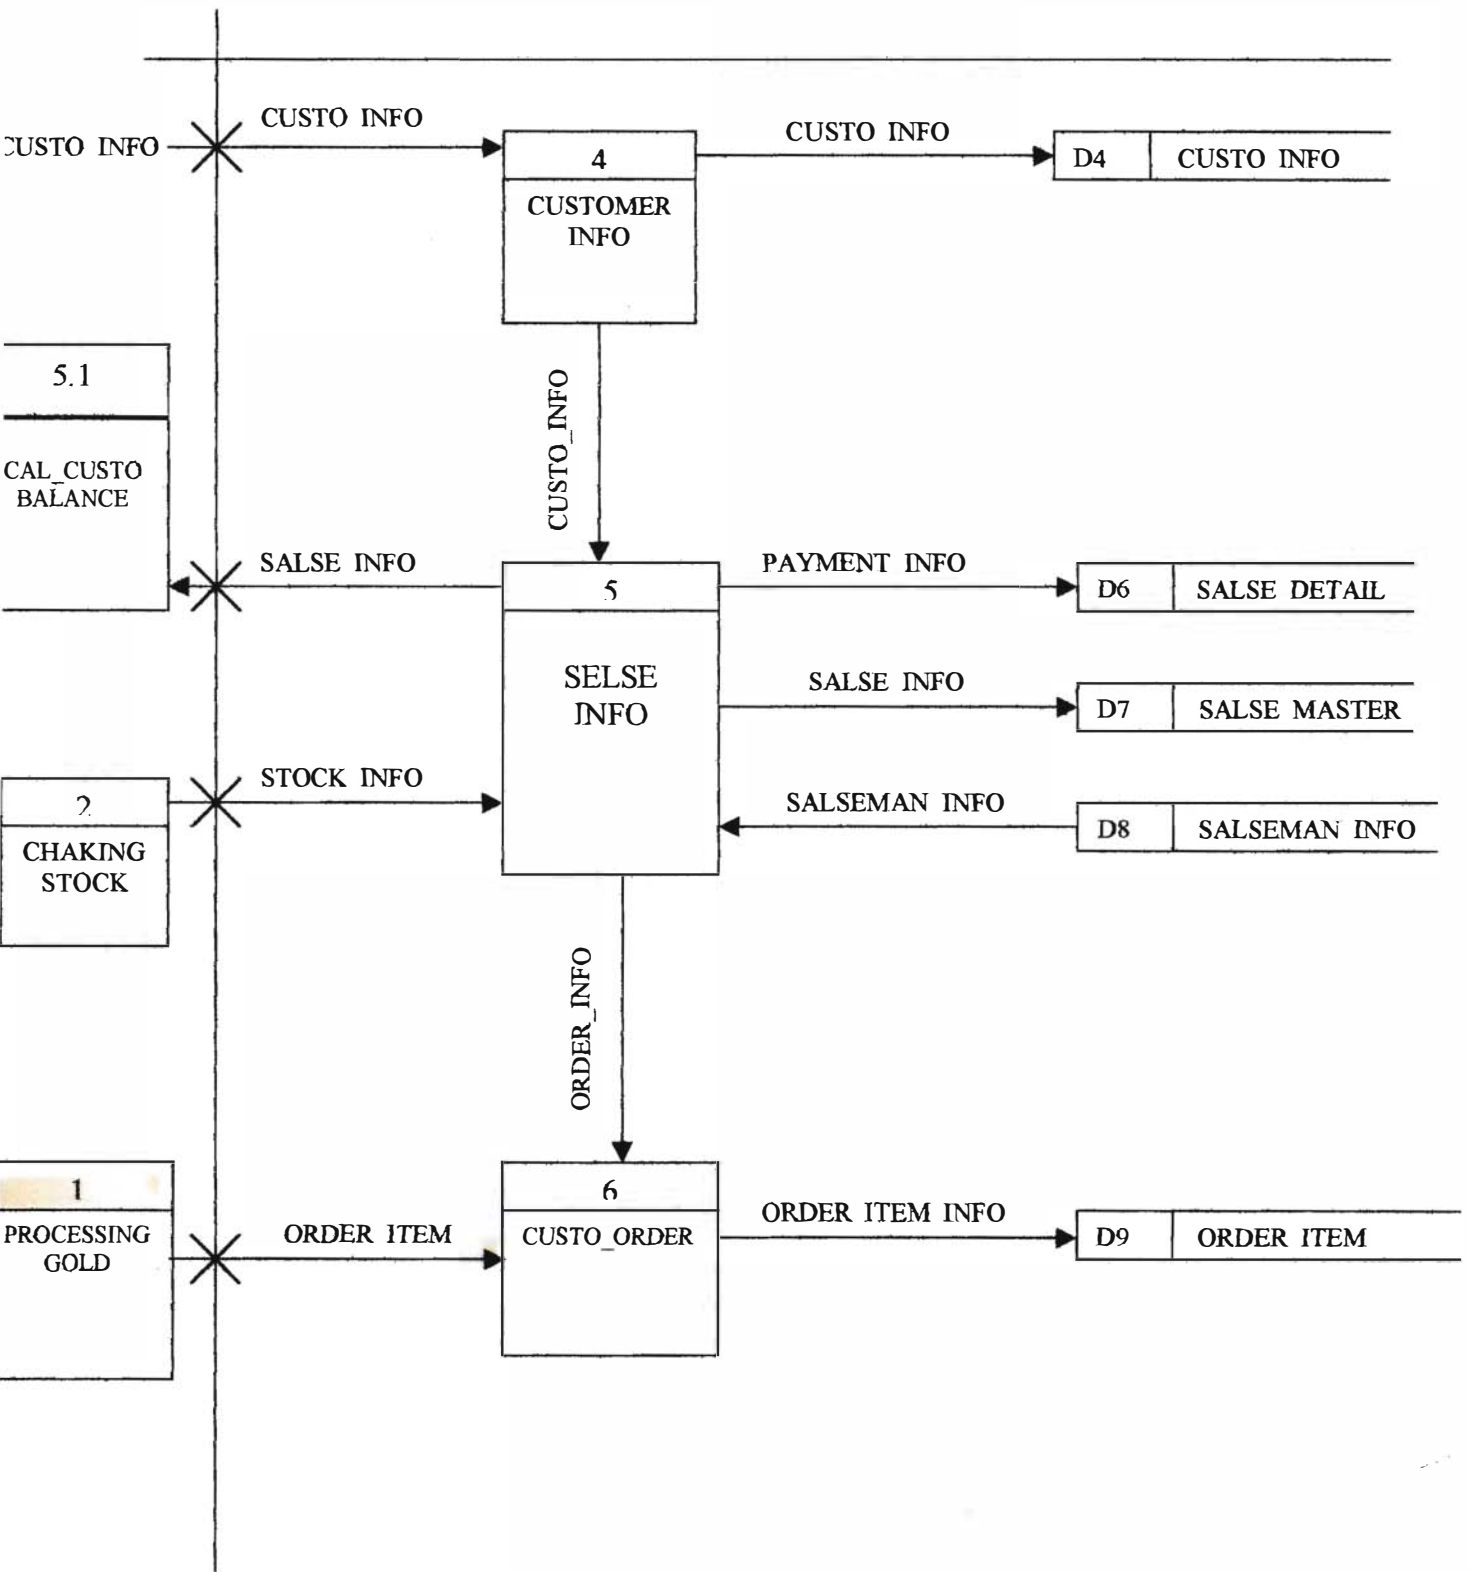 CUSTO INFO
CUSTO INFO
4
CUSTOMER
INFO
CUSTO INFO
D4 CUSTO INFO
5.1
CAL_CUSTO
BALANCE
CUSTO_INFO
SALSE INFO
5
SELSE
INFO
PAYMENT INFO
D6 SALSE DETAIL
SALSE INFO
D7 SALSE MASTER
2
CHAKING
STOCK
STOCK INFO
SALSEMAN INFO
D8 SALSEMAN INFO
ORDER_INFO
1
PROCESSING
GOLD
ORDER ITEM
6
CUSTO_ORDER
ORDER ITEM INFO
D9 ORDER ITEM